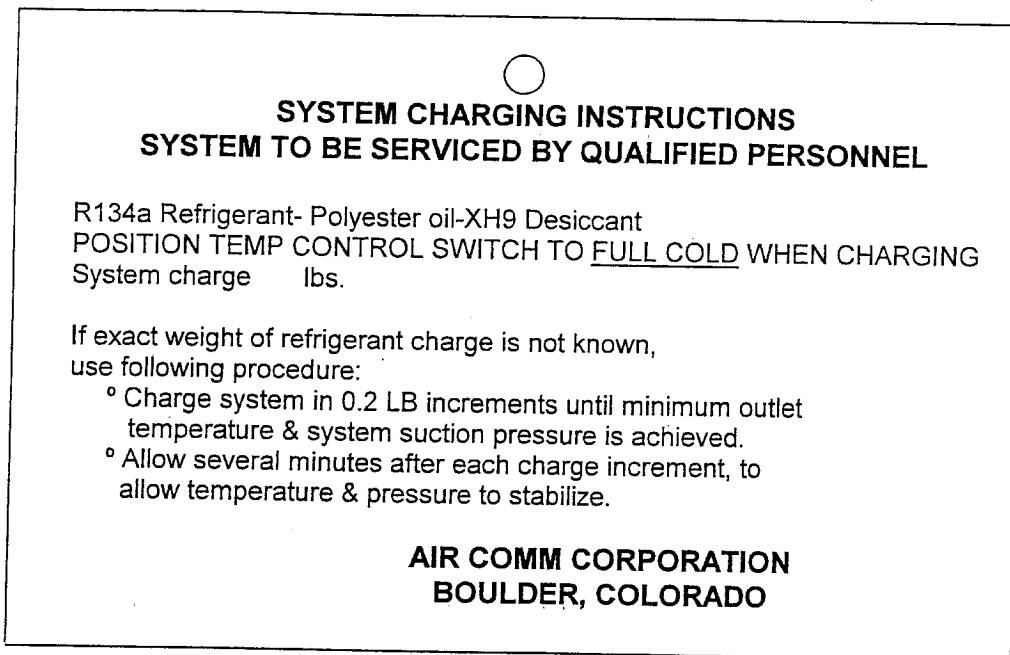 SYSTEM CHARGING INSTRUCTIONS
SYSTEM TO BE SERVICED BY QUALIFIED PERSONNEL
R134a Refrigerant- Polyester oil-XH9 Desiccant
POSITION TEMP CONTROL SWITCH TO FULL COLD WHEN CHARGING
System charge lbs.
If exact weight of refrigerant charge is not known,
use following procedure:
º Charge system in 0.2 LB increments until minimum outlet
temperature & system suction pressure is achieved.
º Allow several minutes after each charge increment, to
allow temperature & pressure to stabilize.
AIR COMM CORPORATION
BOULDER, COLORADO